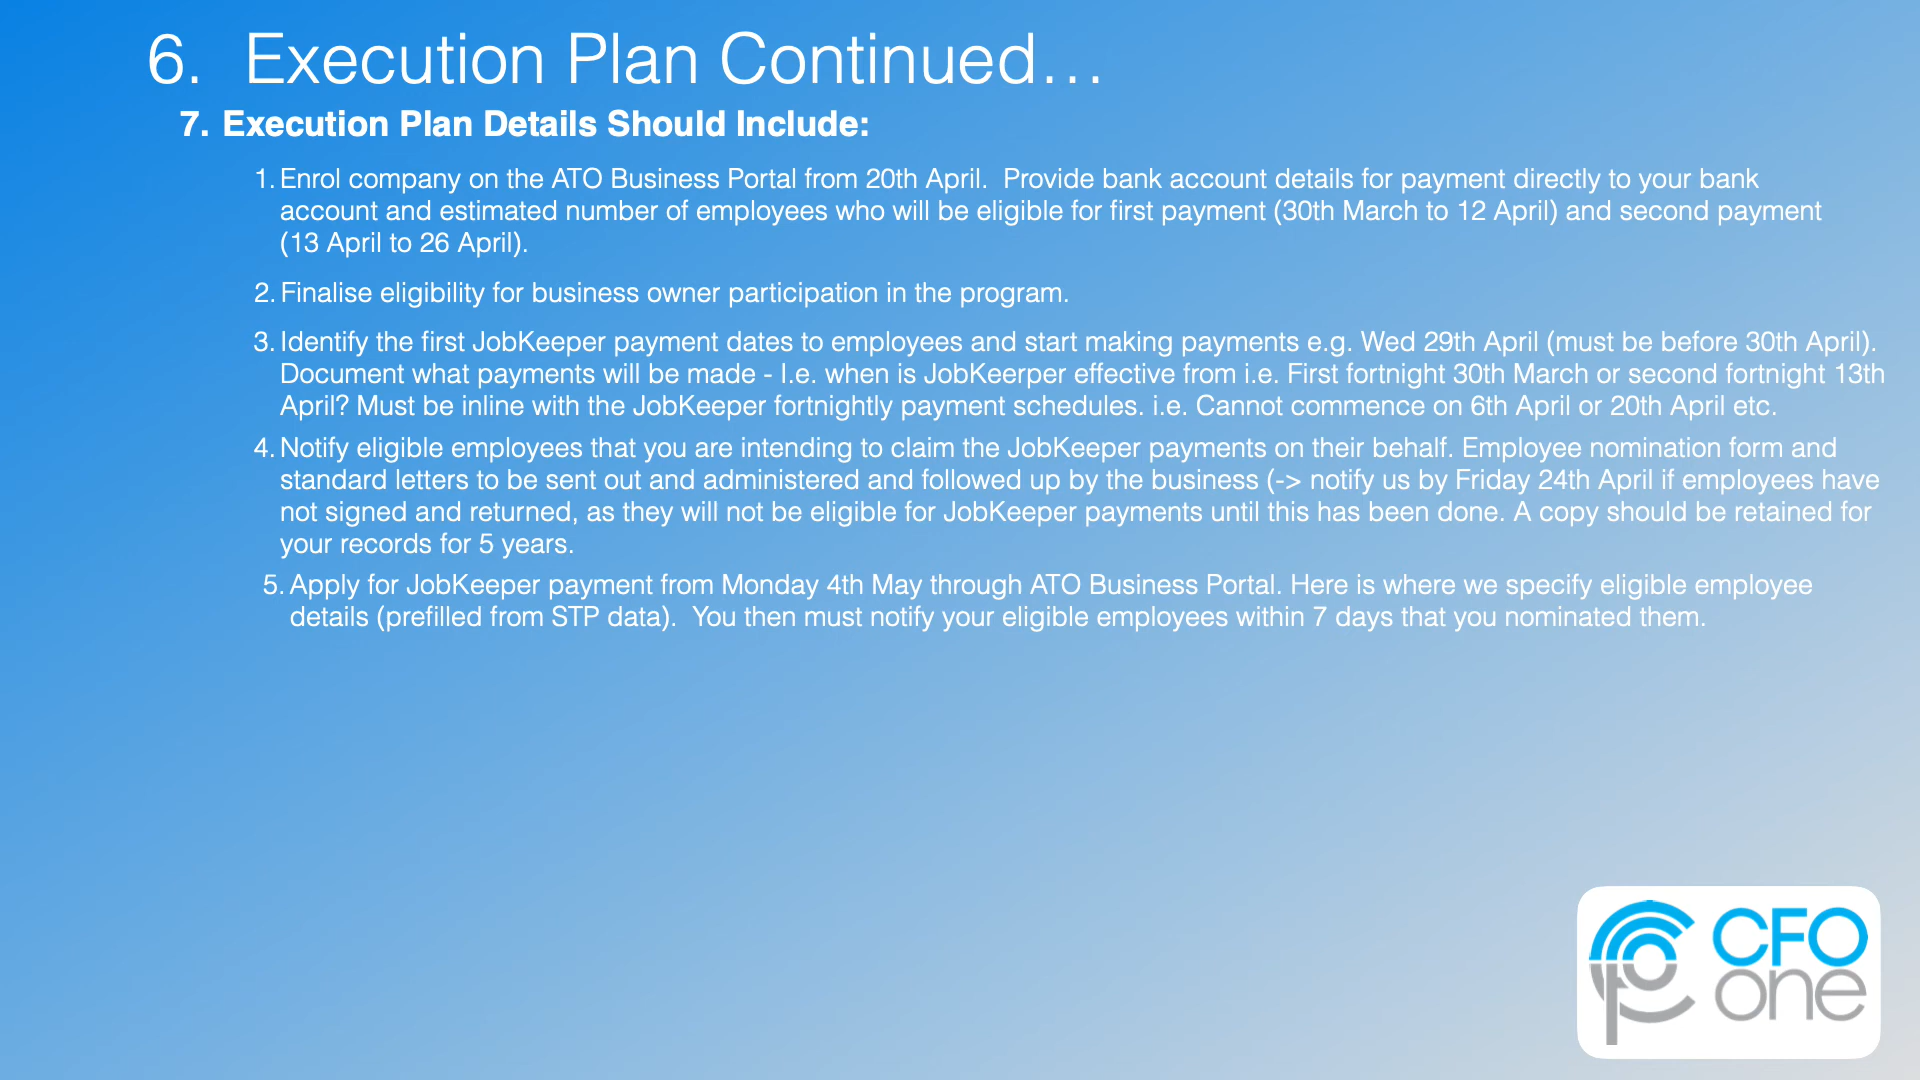 6. Execution Plan Continued…
7. Execution Plan Details Should Include:
1. Enrol company on the ATO Business Portal from 20th April.  Provide bank account details for payment directly to your bank
account and estimated number of employees who will be eligible for first payment (30th March to 12 April) and second payment
(13 April to 26 April).
2. Finalise eligibility for business owner participation in the program.
3. Identify the first JobKeeper payment dates to employees and start making payments e.g. Wed 29th April (must be before 30th April).
Document what payments will be made - I.e. when is JobKeerper effective from i.e. First fortnight 30th March or second fortnight 13th
April? Must be inline with the JobKeeper fortnightly payment schedules. i.e. Cannot commence on 6th April or 20th April etc.
4. Notify eligible employees that you are intending to claim the JobKeeper payments on their behalf. Employee nomination form and
standard letters to be sent out and administered and followed up by the business (-> notify us by Friday 24th April if employees have
not signed and returned, as they will not be eligible for JobKeeper payments until this has been done. A copy should be retained for
your records for 5 years.
5. Apply for JobKeeper payment from Monday 4th May through ATO Business Portal. Here is where we specify eligible employee
details (prefilled from STP data).  You then must notify your eligible employees within 7 days that you nominated them.
CFO
one